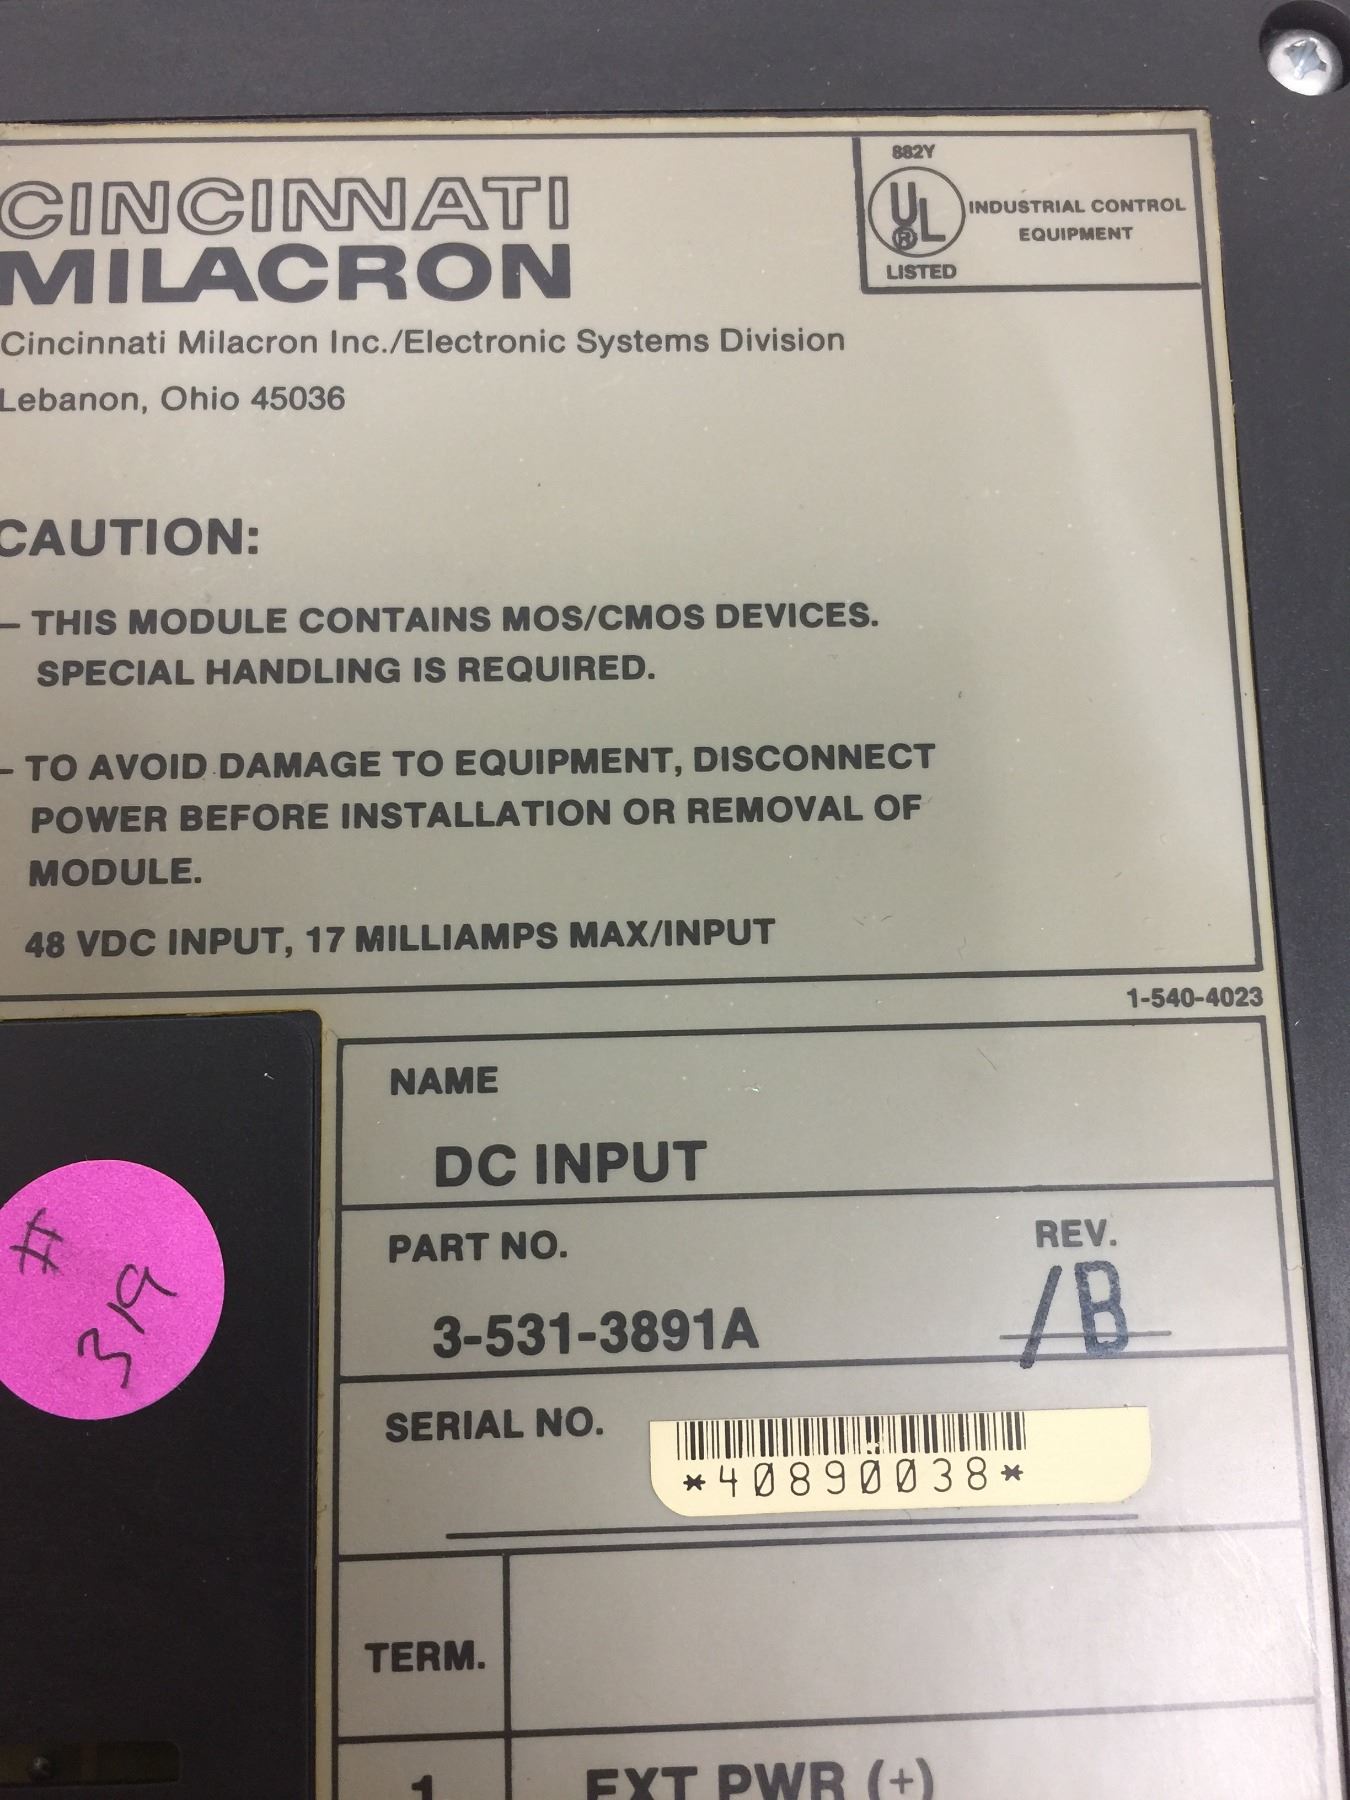 CINCINNATI
MILACRON
Cincinnati Milacron Inc./Electronic Systems Division
Lebanon, Ohio 45036
882Y
UL
®
LISTED
INDUSTRIAL CONTROL
EQUIPMENT
CAUTION:
– THIS MODULE CONTAINS MOS/CMOS DEVICES.
SPECIAL HANDLING IS REQUIRED.
– TO AVOID DAMAGE TO EQUIPMENT, DISCONNECT
POWER BEFORE INSTALLATION OR REMOVAL OF
MODULE.
48 VDC INPUT, 17 MILLIAMPS MAX/INPUT
1-540-4023
NAME
DC INPUT
PART NO.
3-531-3891A
REV.
/B
SERIAL NO.
*40890038*
TERM.
1 EXT PWR (+)
#
319